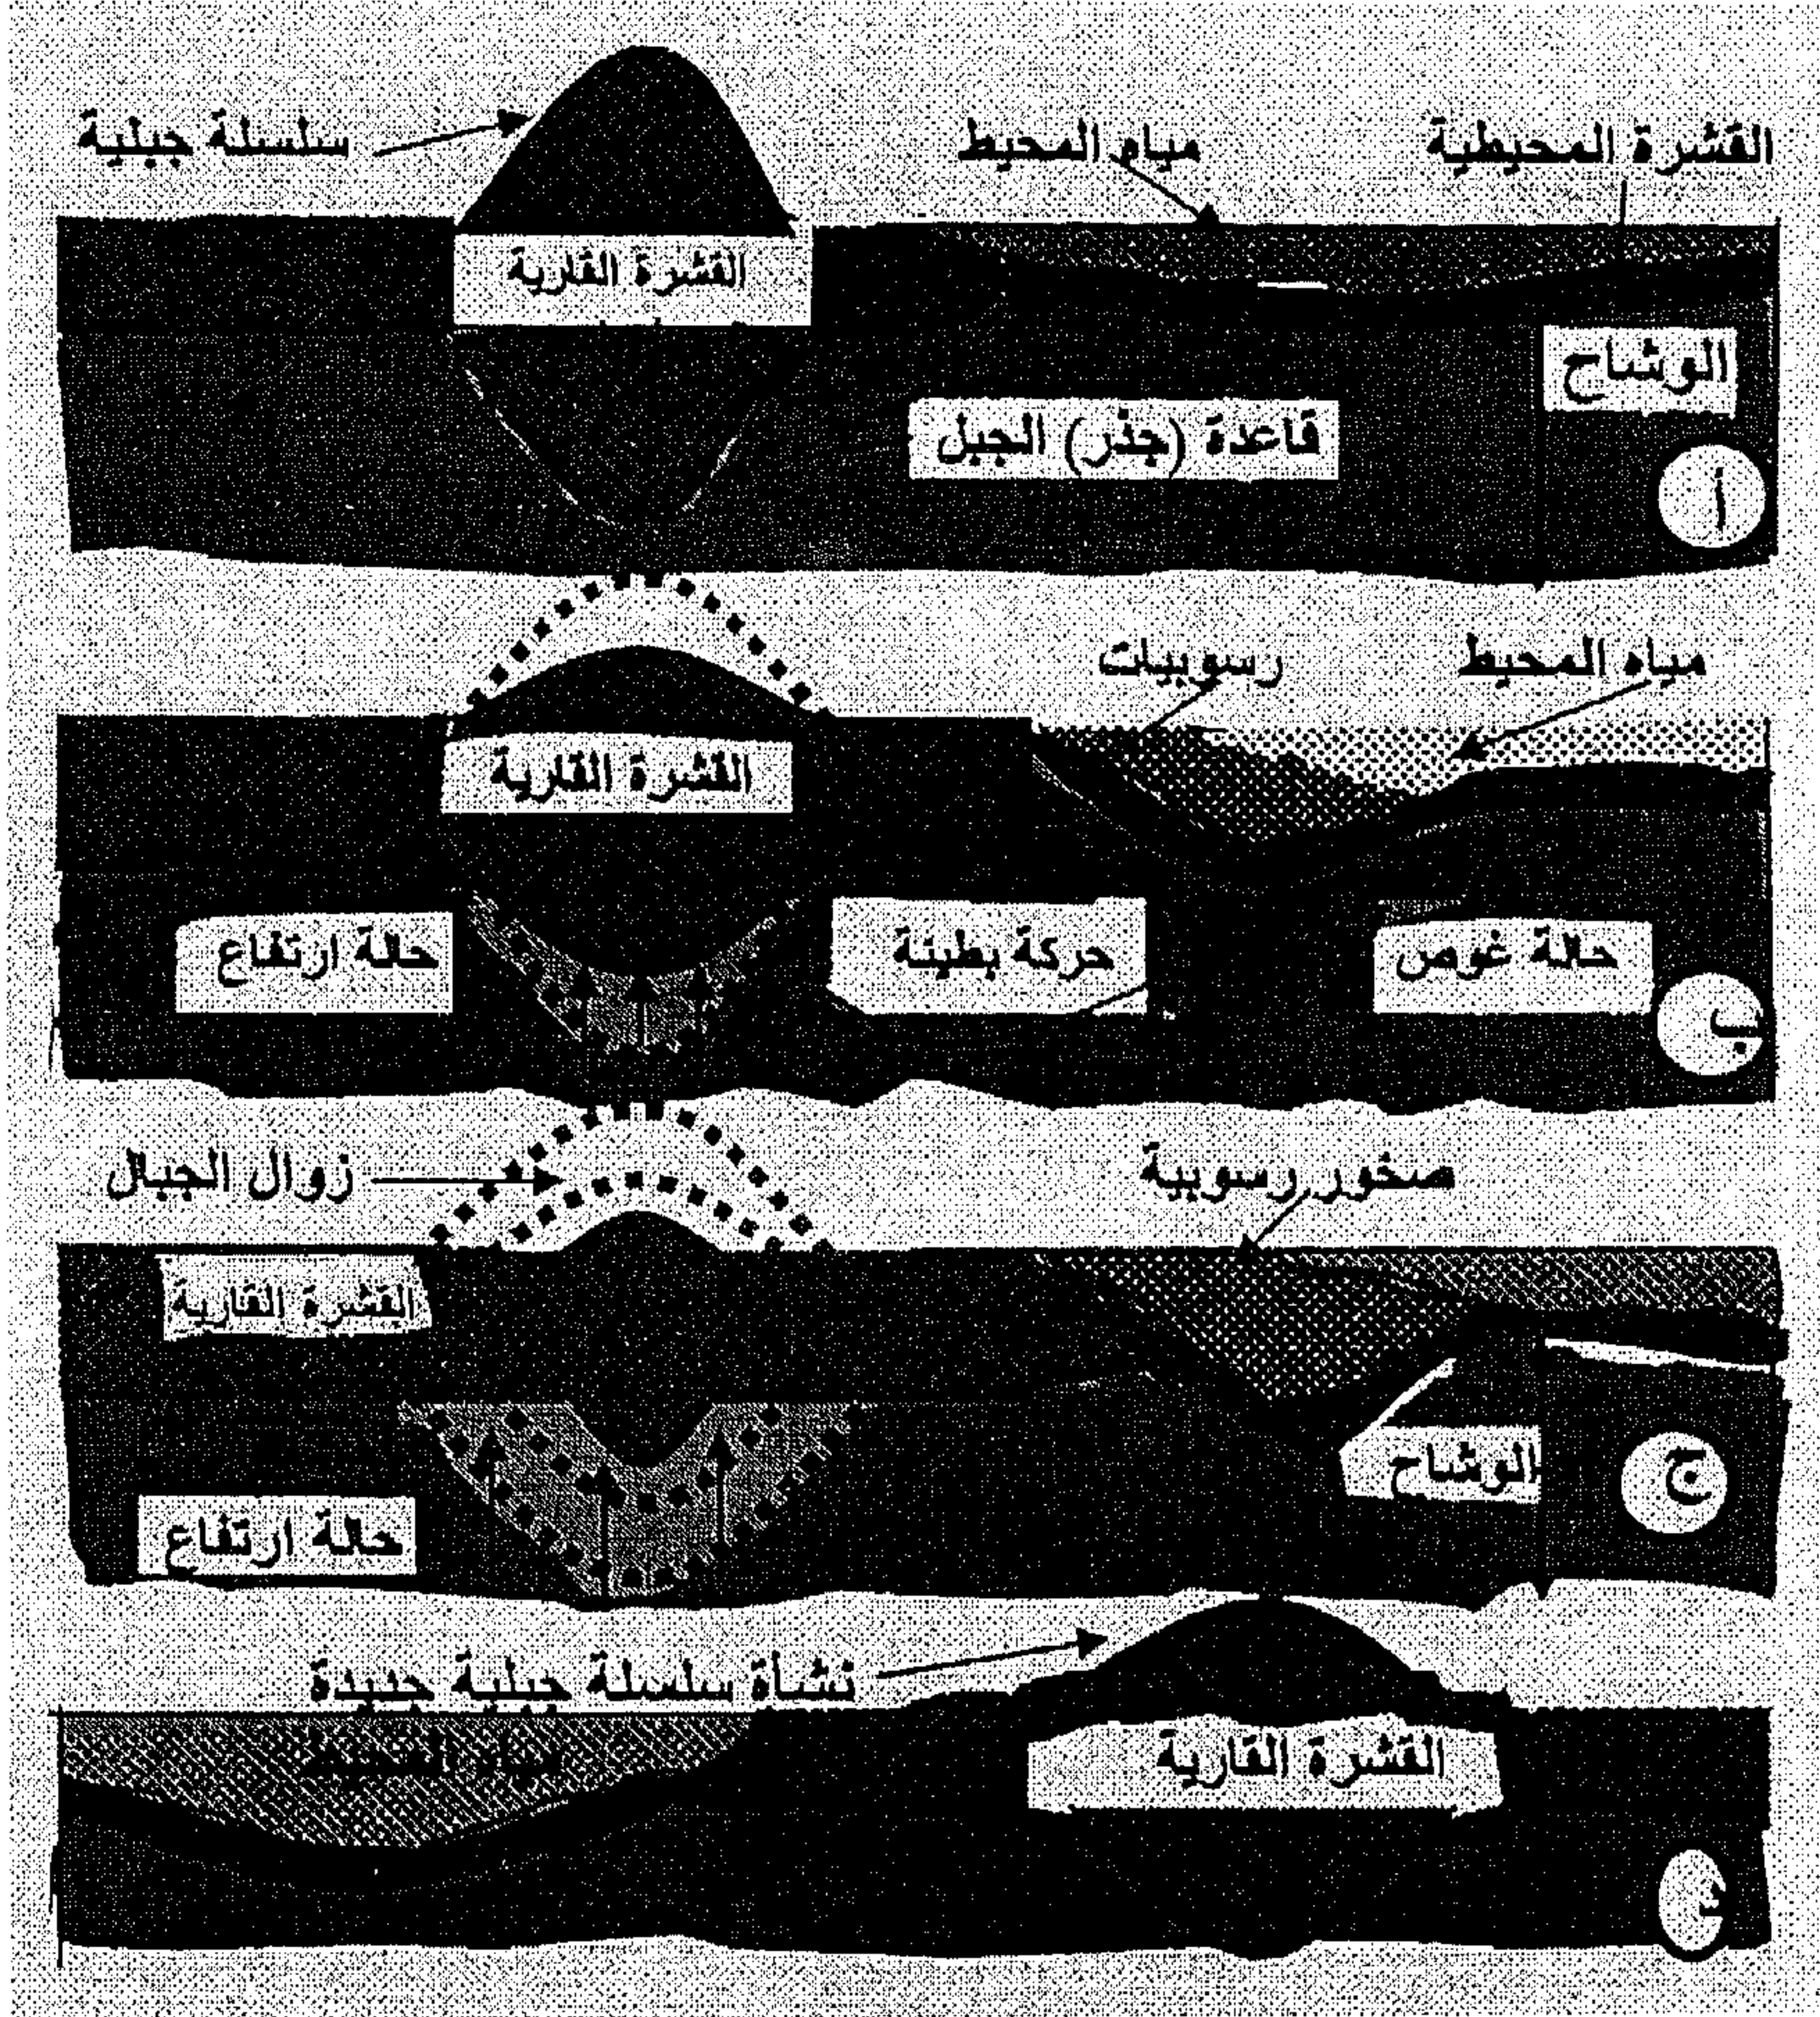 القشرة المحيطية
مياه المحيط
سلسلة جبلية
القشرة القارية
الوشاح
قاعدة (جذر) الجبل
أ
مياه المحيط
رسوبيات
القشرة القارية
حالة غوص
حركة بطيئة
حالة ارتفاع
ب
صخور رسوبية
زوال الجبال
القشرة القارية
الوشاح
ج
حالة ارتفاع
نشأة سلسلة جبلية جديدة
القشرة القارية
د